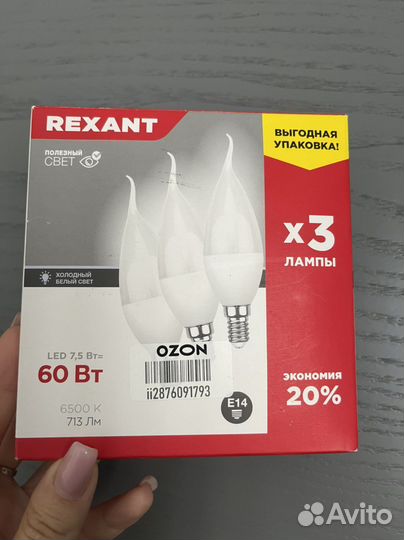 REXANT
ВЫГОДНАЯ
УПАКОВКА!
ПОЛЕЗНЫЙ
СВЕТ
x3
ЛАМПЫ
ХОЛОДНЫЙ
БЕЛЫЙ СВЕТ
LED 7,5 Вт=
60 Вт
6500 K
713 Лм
OZON
ii2876091793
E14
ЭКОНОМИЯ
20%
Avito